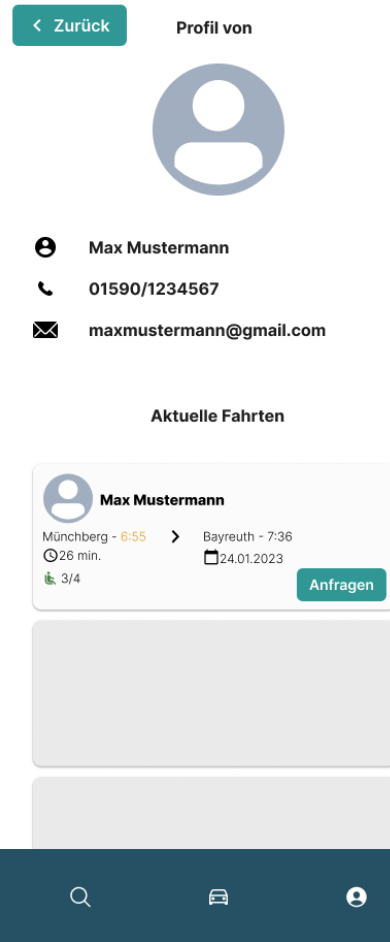 Zurück
Profil von
Max Mustermann
01590/1234567
maxmustermann@gmail.com
Aktuelle Fahrten
Max Mustermann
Münchberg - 6:55 Bayreuth - 7:36
26 min. 24.01.2023
3/4
Anfragen